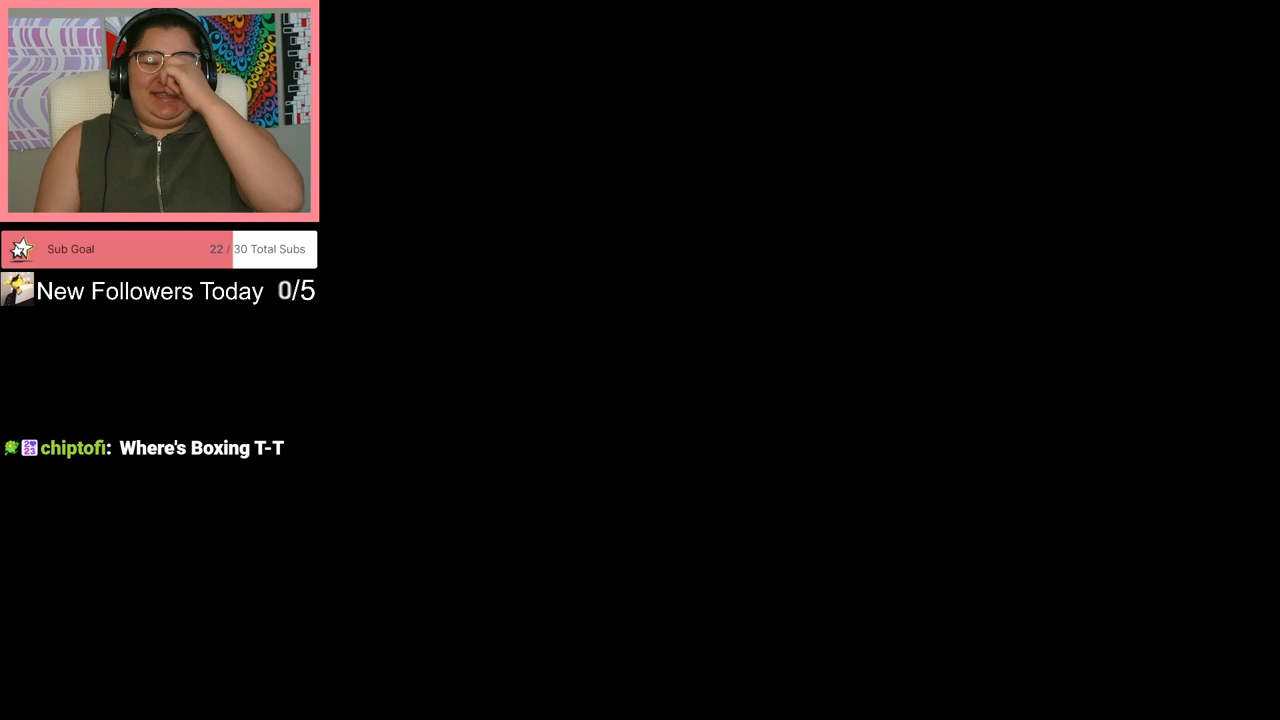 Sub Goal 22 / 30 Total Subs
New Followers Today 0/5
chiptofi: Where's Boxing T-T